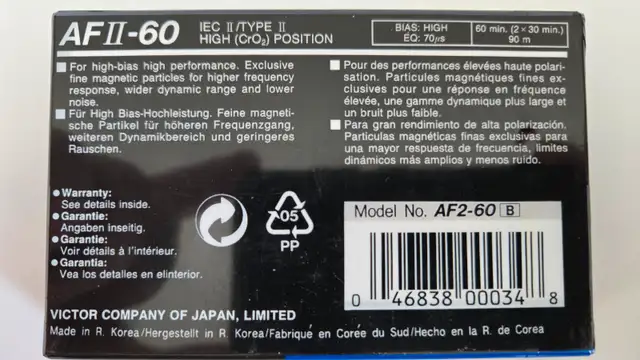 AFⅡ-60
IEC Ⅱ/TYPE Ⅱ
HIGH (CrO₂) POSITION
BIAS: HIGH
EQ: 70µs
60 min. (2 × 30 min.)
90 m
For high-bias high performance. Exclusive
fine magnetic particles for higher frequency
response, wider dynamic range and lower
noise.
Für High Bias-Hochleistung. Feine magneti-
sche Partikel für höheren Frequenzgang,
weiteren Dynamikbereich und geringeres
Rauschen.
Pour des performances élevées haute polari-
sation. Particules magnétiques fines ex-
clusives pour une réponse en fréquence
élevée, une gamme dynamique plus large et
un bruit plus faible.
Para gran rendimiento de alta polarización.
Particulas magnéticas finas exclusivas para
una mayor respuesta de frecuencia, limites
dinámicos más amplios y menos ruido.
● Warranty:
See details inside.
● Garantie:
Angaben inseitig.
● Garantie:
Voir détails à l'intérieur.
● Garantia:
Vea los detalles en elinterior.
05
PP
Model No. AF2-60 B
0 46838 00034 8
VICTOR COMPANY OF JAPAN, LIMITED
Made in R. Korea/Hergestellt in R. Korea/Fabrique en Corée du Sud/Hecho en la R. de Corea